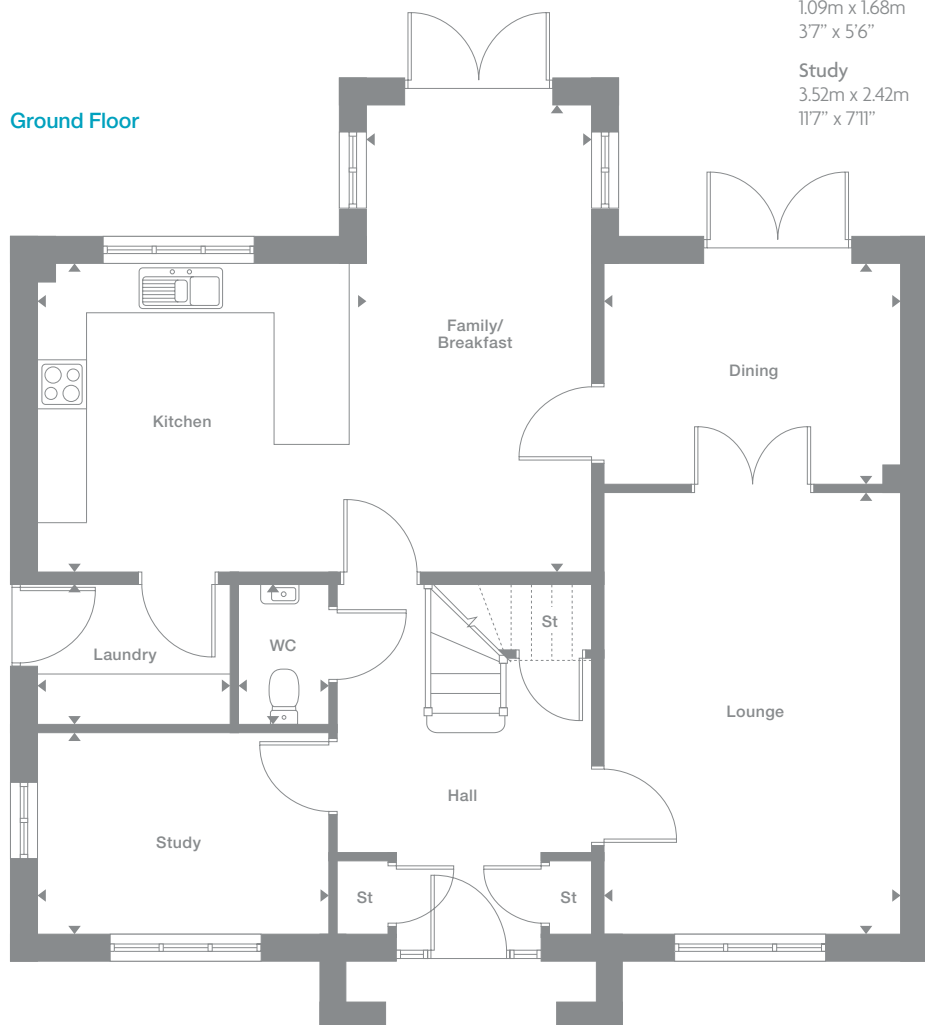 1.09m x 1.68m
3'7” x 5'6”
Study
3.52m x 2.42m
11'7” x 7'11”
Ground Floor
Family/
Breakfast
Dining
Kitchen
St
WC
Laundry
Lounge
Hall
Study
St
St